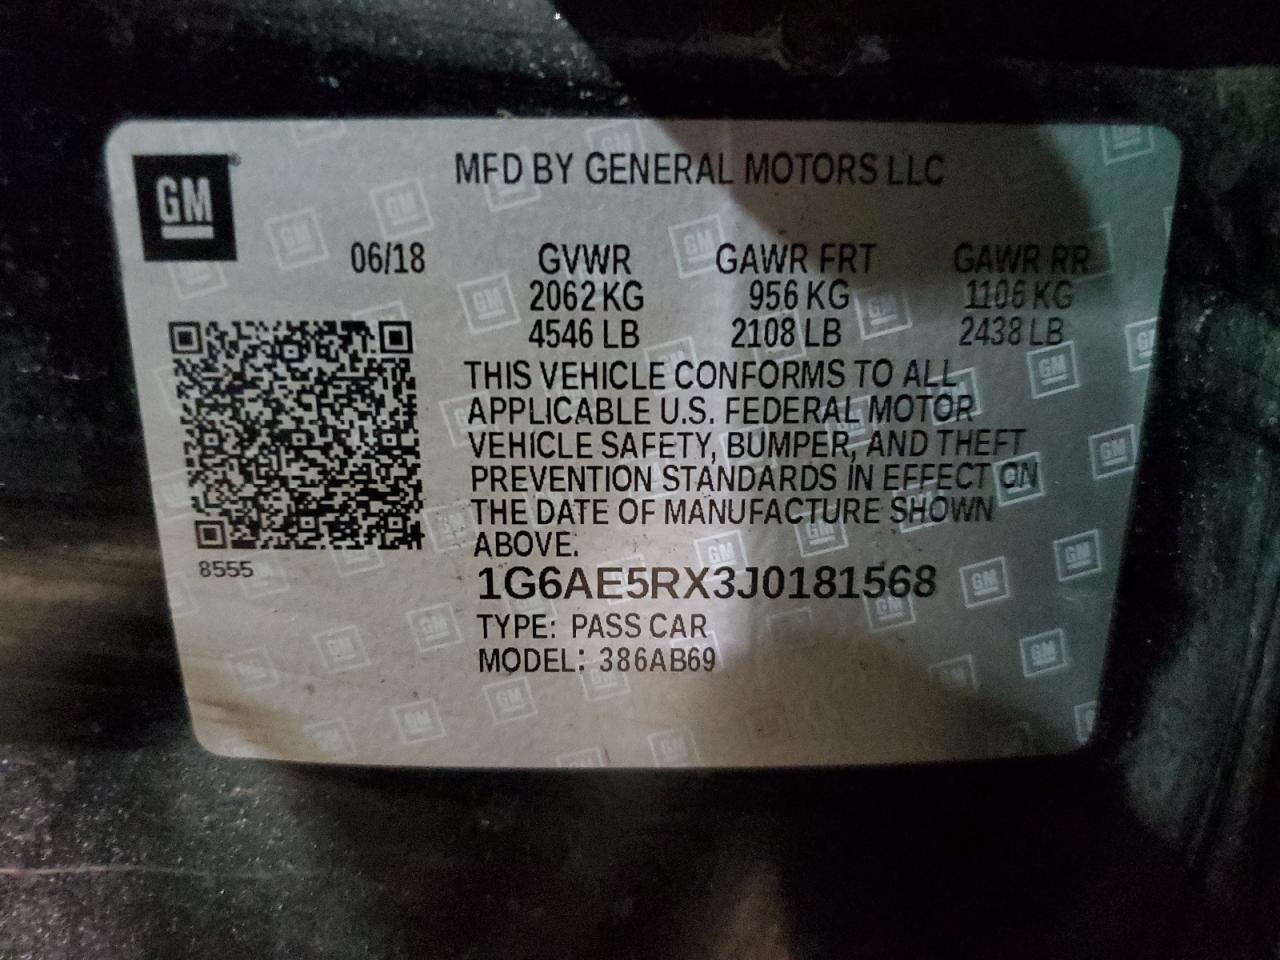 GM
MFD BY GENERAL MOTORS LLC
06/18 GVWR GAWR FRT GAWR RR
2062 KG 956 KG 1106 KG
4546 LB 2108 LB 2438 LB
THIS VEHICLE CONFORMS TO ALL
APPLICABLE U.S. FEDERAL MOTOR
VEHICLE SAFETY, BUMPER, AND THEFT
PREVENTION STANDARDS IN EFFECT ON
THE DATE OF MANUFACTURE SHOWN
ABOVE.
8555
1G6AE5RX3J0181568
TYPE: PASS CAR
MODEL: 386AB69